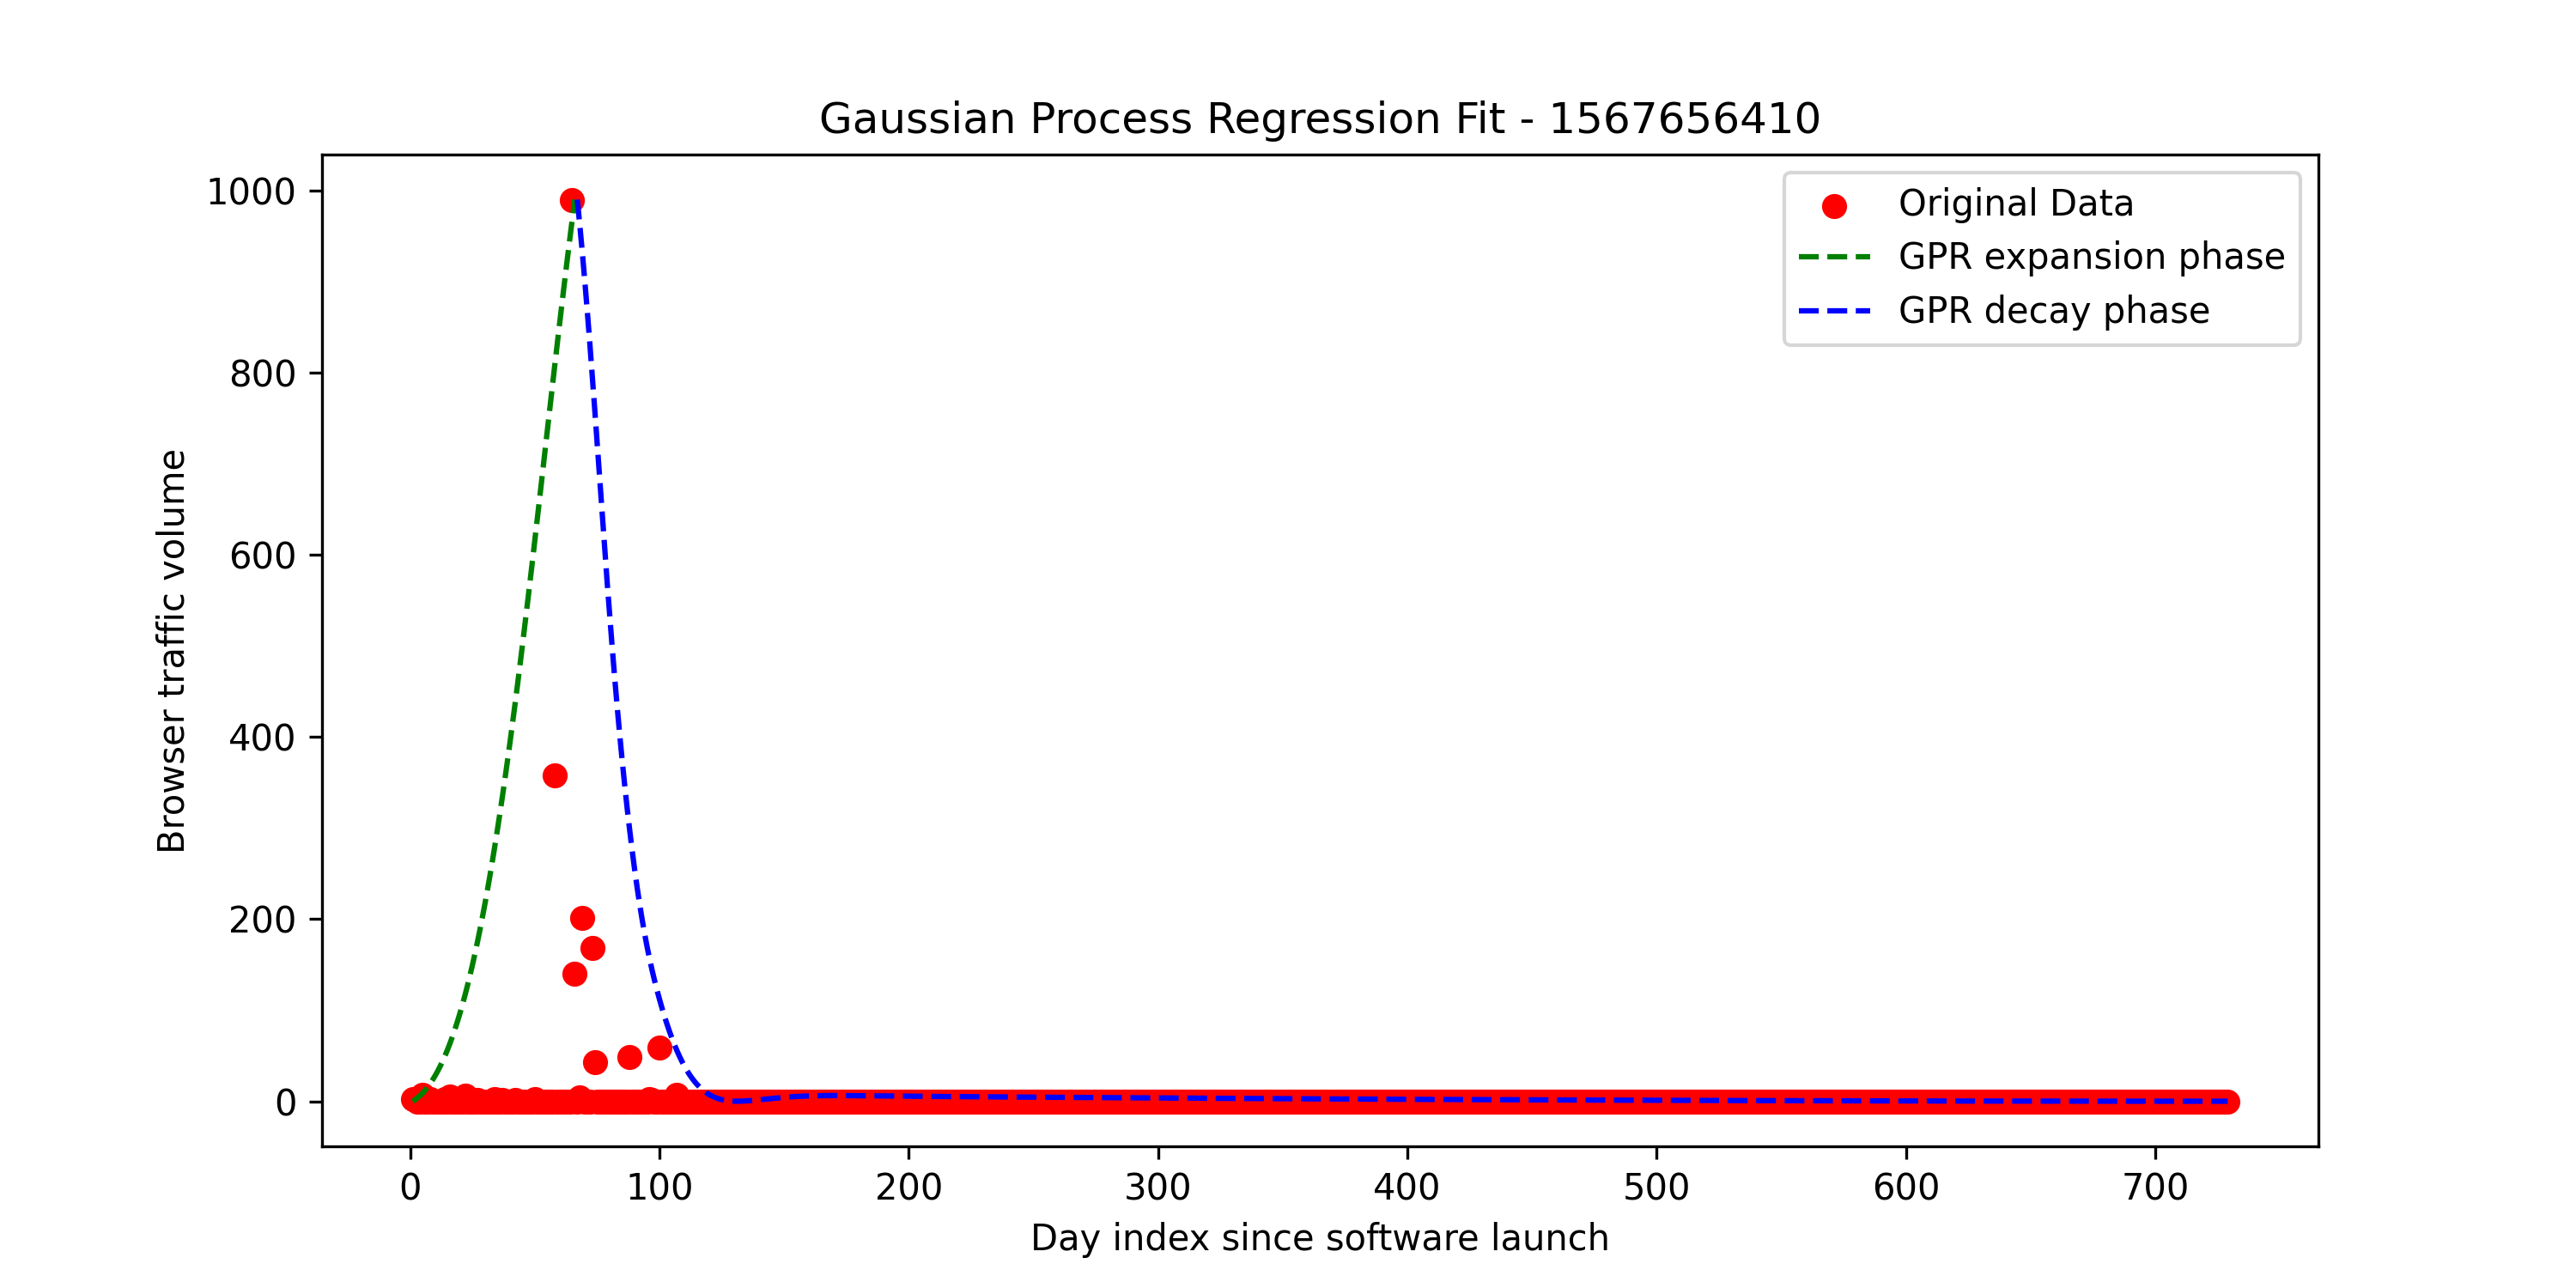 Gaussian Process Regression Fit - 1567656410
Original Data
GPR expansion phase
GPR decay phase
Browser traffic volume
1000
800
600
400
200
0
0 100 200 300 400 500 600 700
Day index since software launch